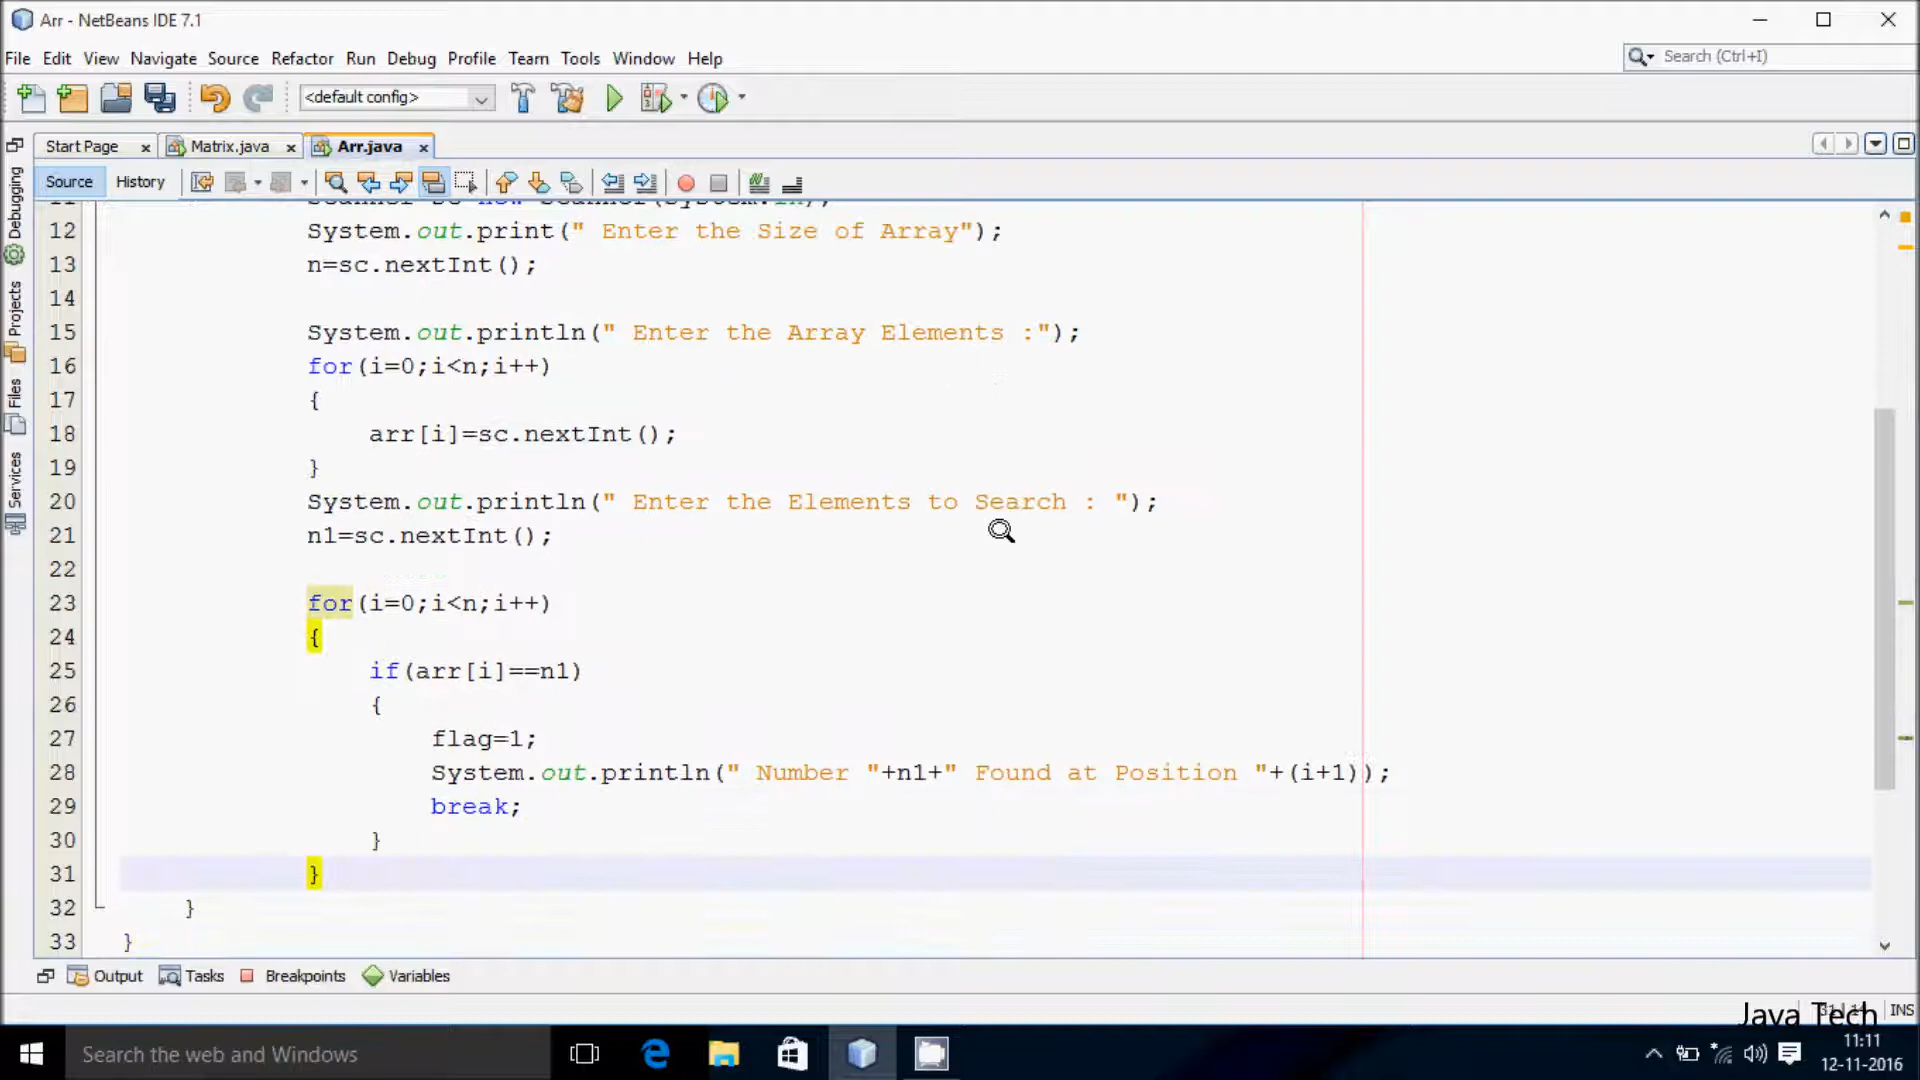 Arr - NetBeans IDE 7.1
File Edit View Navigate Source Refactor Run Debug Profile Team Tools Window Help
Search (Ctrl+I)
<default config>
Start Page
Matrix.java
Arr.java
Source History
Debugging
Projects
Files
Services
12 System.out.print(" Enter the Size of Array");
13 n=sc.nextInt();
14
15 System.out.println(" Enter the Array Elements :");
16 for(i=0;i<n;i++)
17 {
18 arr[i]=sc.nextInt();
19 }
20 System.out.println(" Enter the Elements to Search : ");
21 n1=sc.nextInt();
22
23 for(i=0;i<n;i++)
24 {
25 if(arr[i]==n1)
26 {
27 flag=1;
28 System.out.println(" Number "+n1+" Found at Position "+(i+1));
29 break;
30 }
31 }
32 }
33 }
Output Tasks Breakpoints Variables
INS
Java Tech
Search the web and Windows
11:11
12-11-2016